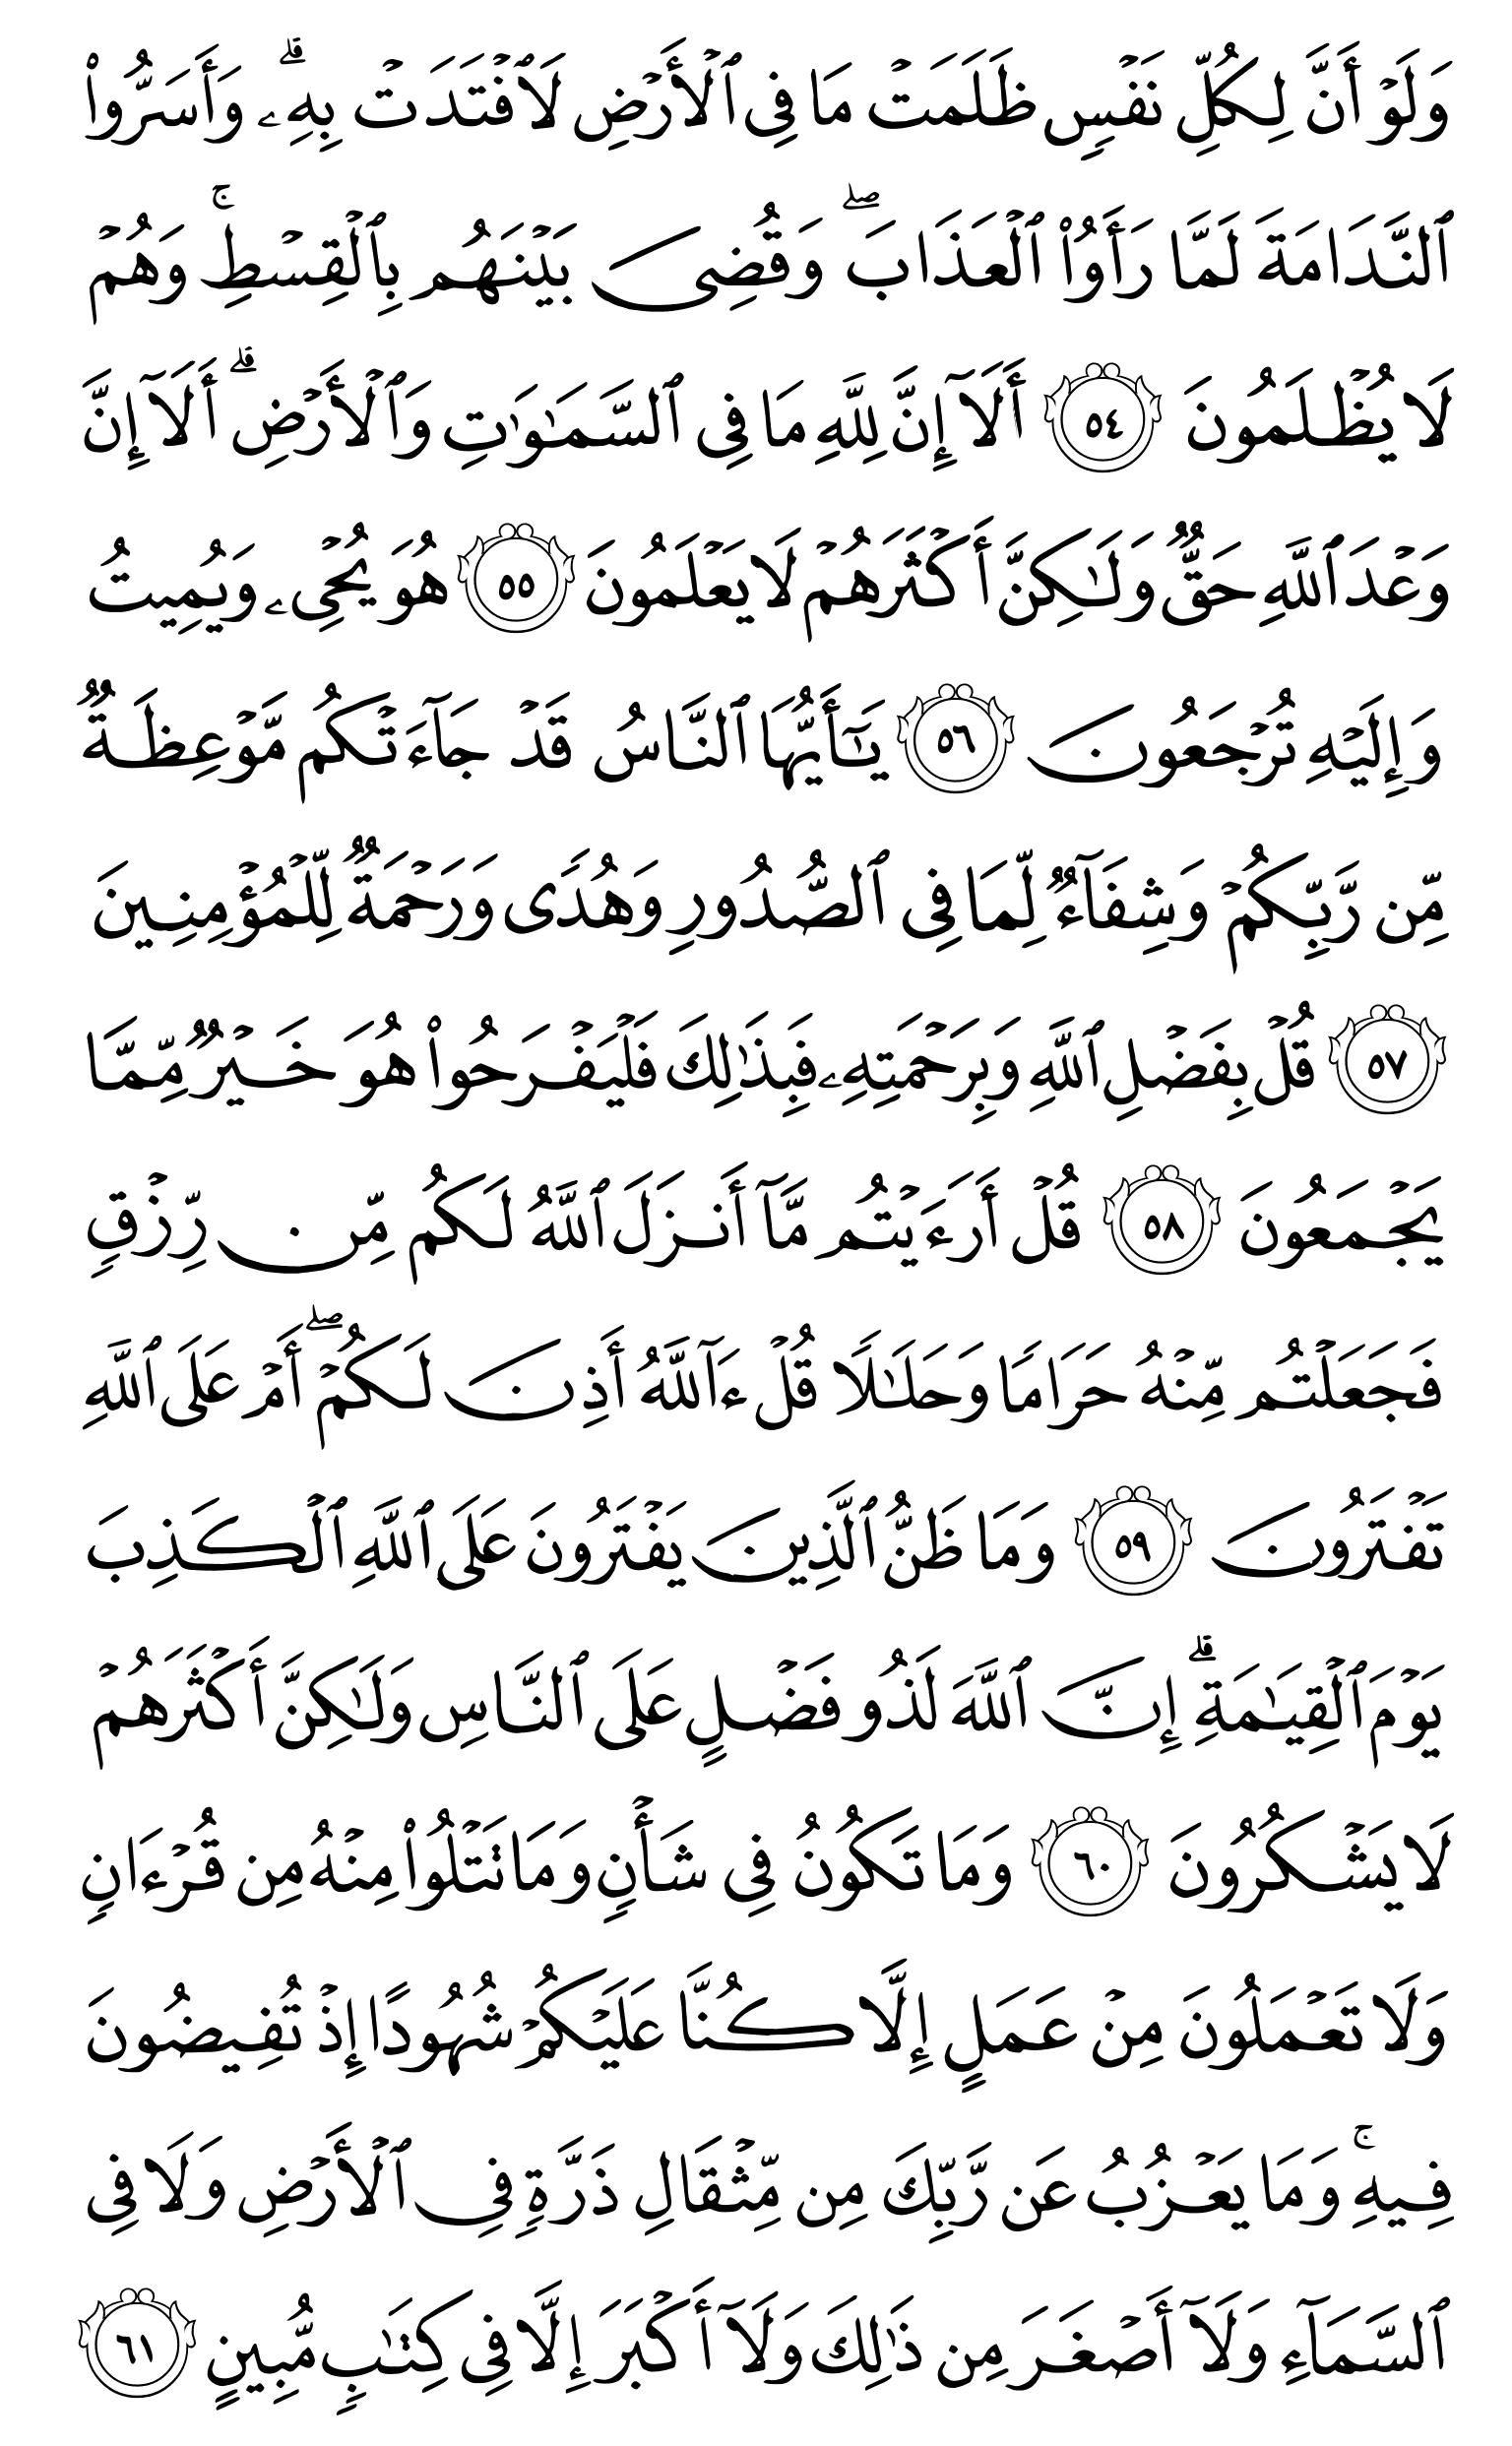 وَلَوۡ أَنَّ لِكُلِّ نَفۡسٖ ظَلَمَتۡ مَا فِي ٱلۡأَرۡضِ لَٱفۡتَدَتۡ بِهِۦۗ وَأَسَرُّواْ
ٱلنَّدَامَةَ لَمَّا رَأَوُاْ ٱلۡعَذَابَۖ وَقُضِيَ بَيۡنَهُم بِٱلۡقِسۡطِۚ وَهُمۡ
لَا يُظۡلَمُونَ ٥٤ أَلَآ إِنَّ لِلَّهِ مَا فِي ٱلسَّمَٰوَٰتِ وَٱلۡأَرۡضِۗ أَلَآ إِنَّ
وَعۡدَ ٱللَّهِ حَقّٞ وَلَٰكِنَّ أَكۡثَرَهُمۡ لَا يَعۡلَمُونَ ٥٥ هُوَ يُحۡيِۦ وَيُمِيتُ
وَإِلَيۡهِ تُرۡجَعُونَ ٥٦ يَٰٓأَيُّهَا ٱلنَّاسُ قَدۡ جَآءَتۡكُم مَّوۡعِظَةٞ
مِّن رَّبِّكُمۡ وَشِفَآءٞ لِّمَا فِي ٱلصُّدُورِ وَهُدٗى وَرَحۡمَةٞ لِّلۡمُؤۡمِنِينَ
٥٧ قُلۡ بِفَضۡلِ ٱللَّهِ وَبِرَحۡمَتِهِۦ فَبِذَٰلِكَ فَلۡيَفۡرَحُواْ هُوَ خَيۡرٞ مِّمَّا
يَجۡمَعُونَ ٥٨ قُلۡ أَرَءَيۡتُم مَّآ أَنزَلَ ٱللَّهُ لَكُم مِّن رِّزۡقٖ
فَجَعَلۡتُم مِّنۡهُ حَرَامٗا وَحَلَٰلٗا قُلۡ ءَآللَّهُ أَذِنَ لَكُمۡۖ أَمۡ عَلَى ٱللَّهِ
تَفۡتَرُونَ ٥٩ وَمَا ظَنُّ ٱلَّذِينَ يَفۡتَرُونَ عَلَى ٱللَّهِ ٱلۡكَذِبَ
يَوۡمَ ٱلۡقِيَٰمَةِۗ إِنَّ ٱللَّهَ لَذُو فَضۡلٍ عَلَى ٱلنَّاسِ وَلَٰكِنَّ أَكۡثَرَهُمۡ
لَا يَشۡكُرُونَ ٦٠ وَمَا تَكُونُ فِي شَأۡنٖ وَمَا تَتۡلُواْ مِنۡهُ مِن قُرۡءَانٖ
وَلَا تَعۡمَلُونَ مِنۡ عَمَلٍ إِلَّا كُنَّا عَلَيۡكُمۡ شُهُودًا إِذۡ تُفِيضُونَ
فِيهِۚ وَمَا يَعۡزُبُ عَن رَّبِّكَ مِن مِّثۡقَالِ ذَرَّةٖ فِي ٱلۡأَرۡضِ وَلَا فِي
ٱلسَّمَآءِ وَلَآ أَصۡغَرَ مِن ذَٰلِكَ وَلَآ أَكۡبَرَ إِلَّا فِي كِتَٰبٖ مُّبِينٍ ٦١